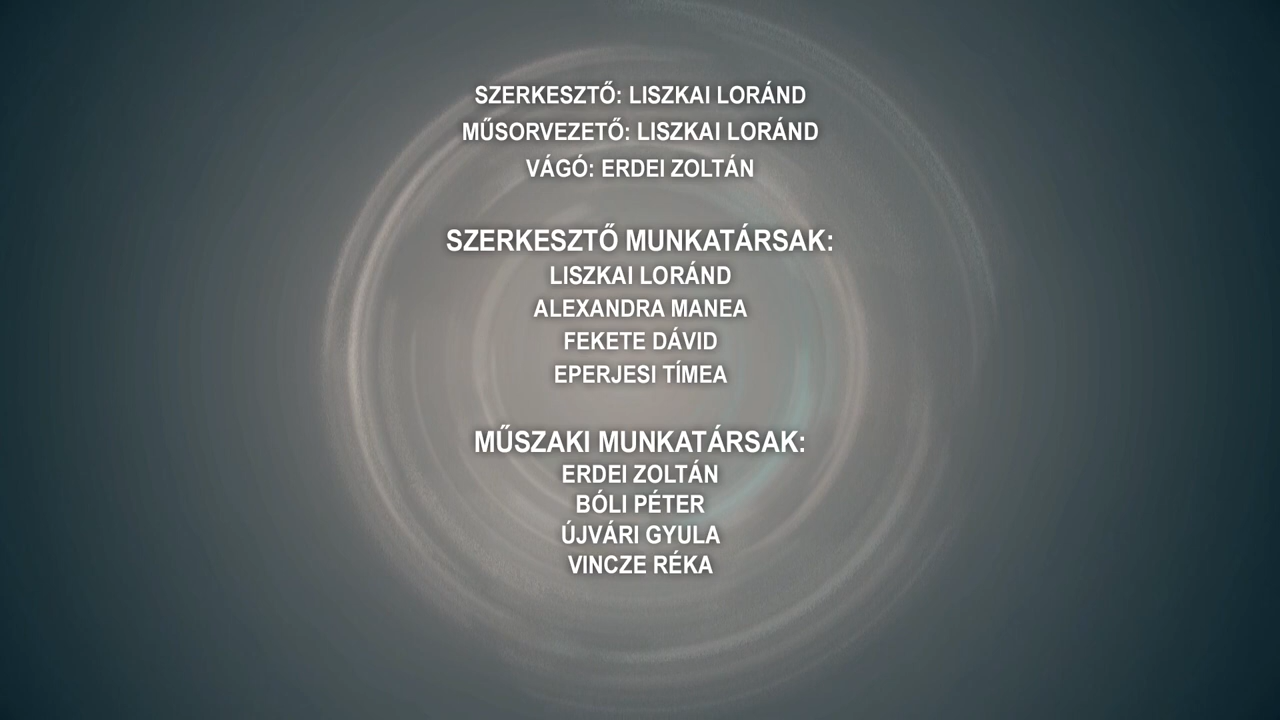 SZERKESZTŐ: LISZKAI LORÁND
MŰSORVEZETŐ: LISZKAI LORÁND
VÁGÓ: ERDEI ZOLTÁN
SZERKESZTŐ MUNKATÁRSAK:
LISZKAI LORÁND
ALEXANDRA MANEA
FEKETE DÁVID
EPERJESI TÍMEA
MŰSZAKI MUNKATÁRSAK:
ERDEI ZOLTÁN
BÓLI PÉTER
ÚJVÁRI GYULA
VINCZE RÉKA